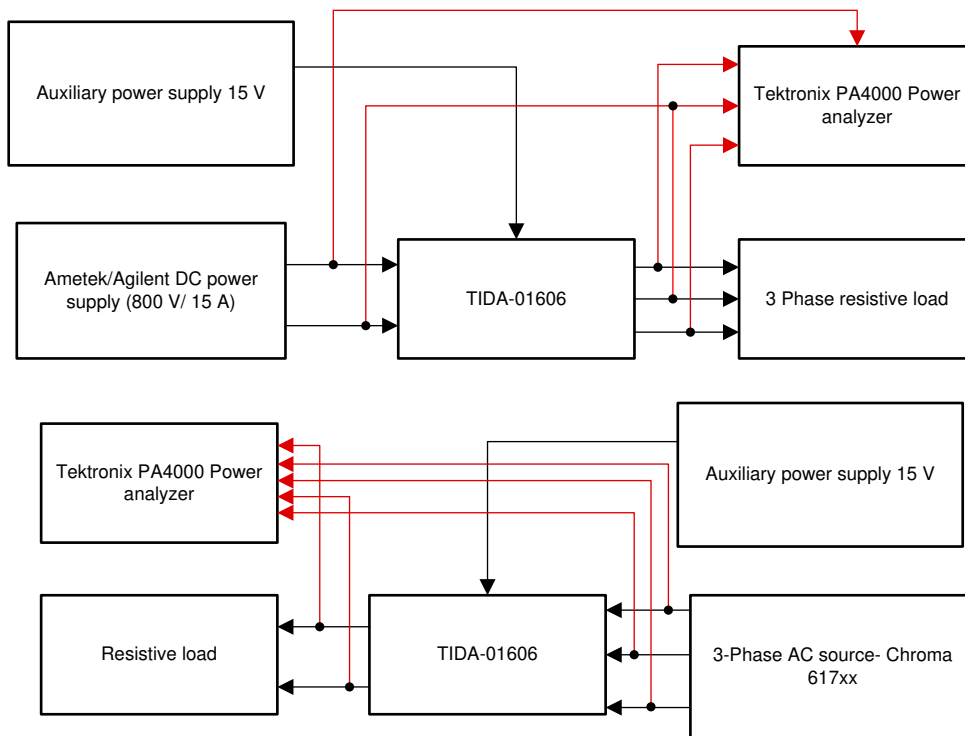 Auxiliary power supply 15 V
Tektronix PA4000 Power
analyzer
Ametek/Agilent DC power
supply (800 V/ 15 A)
TIDA-01606
3 Phase resistive load
Tektronix PA4000 Power
analyzer
Auxiliary power supply 15 V
Resistive load
TIDA-01606
3-Phase AC source- Chroma
617xx